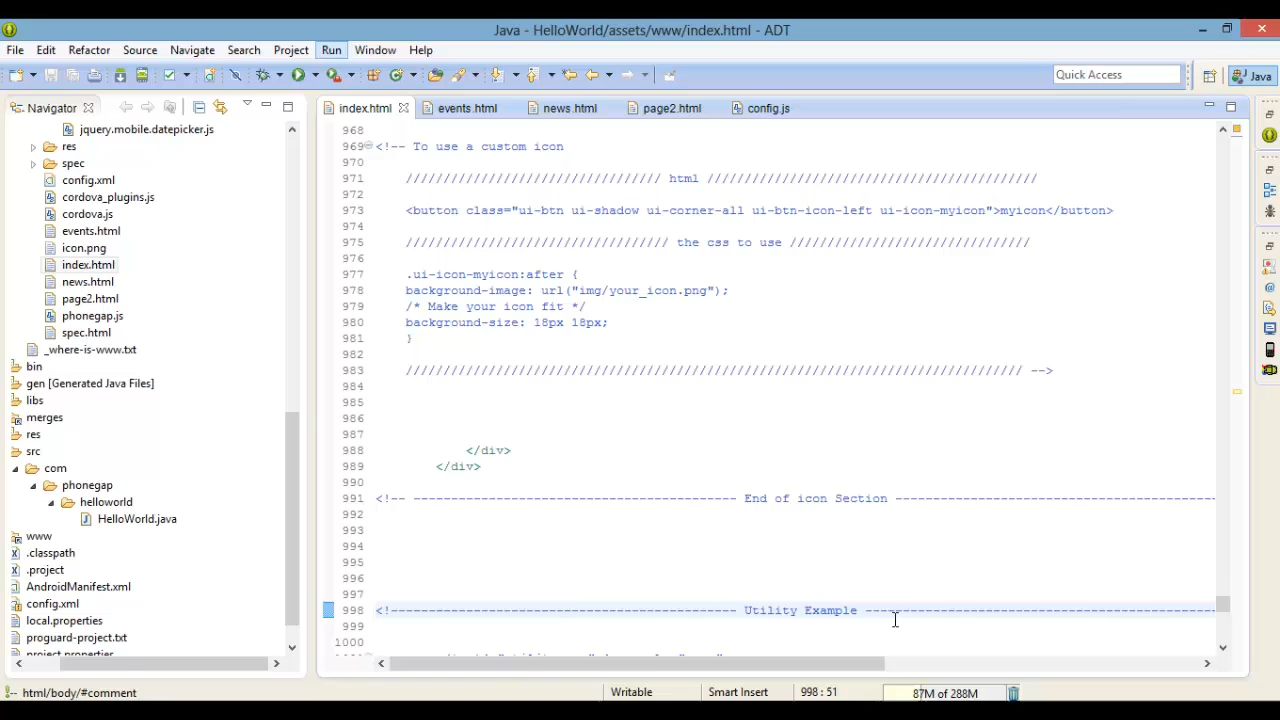 Java - HelloWorld/assets/www/index.html - ADT
File Edit Refactor Source Navigate Search Project Run Window Help
Quick Access
Java
Navigator
index.html events.html news.html page2.html config.js
jquery.mobile.datepicker.js
res
spec
config.xml
cordova_plugins.js
cordova.js
events.html
icon.png
index.html
news.html
page2.html
phonegap.js
spec.html
_where-is-www.txt
bin
gen [Generated Java Files]
libs
merges
res
src
com
phonegap
helloworld
HelloWorld.java
www
.classpath
.project
AndroidManifest.xml
config.xml
local.properties
proguard-project.txt
project.properties
968
969 <!-- To use a custom icon
970
971 ////////////////////////////////// html ////////////////////////////////////////////
972
973 <button class="ui-btn ui-shadow ui-corner-all ui-btn-icon-left ui-icon-myicon">myicon</button>
974
975 /////////////////////////////////// the css to use ////////////////////////////////
976
977 .ui-icon-myicon:after {
978 background-image: url("img/your_icon.png");
979 /* Make your icon fit */
980 background-size: 18px 18px;
981 }
982
983 ////////////////////////////////////////////////////////////////////////////////// -->
984
985
986
987
988 </div>
989 </div>
990
991 <!-- ------------------------------------------- End of icon Section -------------------------------------------
992
993
994
995
996
997
998 <!---------------------------------------------- Utility Example -----------------------------------------------
999
1000
!-- html/body/#comment
Writable
Smart Insert
998 : 51
87M of 288M